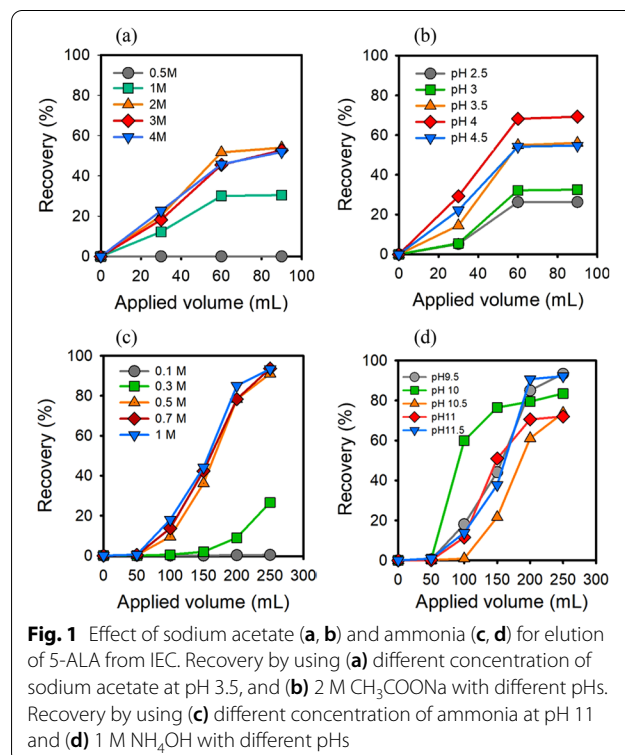 (a)
100
80
60
40
20
0
Recovery (%)
0.5M
1M
2M
3M
4M
0 20 40 60 80 100
Applied volume (mL)
(b)
100
80
60
40
20
0
Recovery (%)
pH 2.5
pH 3
pH 3.5
pH 4
pH 4.5
0 20 40 60 80 100
Applied volume (mL)
(c)
100
80
60
40
20
0
Recovery (%)
0.1 M
0.3 M
0.5 M
0.7 M
1 M
0 50 100 150 200 250 300
Applied volume (mL)
(d)
100
80
60
40
20
0
Recovery (%)
pH9.5
pH 10
pH 10.5
pH11
pH11.5
0 50 100 150 200 250 300
Applied volume (mL)
Fig. 1 Effect of sodium acetate (a, b) and ammonia (c, d) for elution
of 5-ALA from IEC. Recovery by using (a) different concentration of
sodium acetate at pH 3.5, and (b) 2 M CH₃COONa with different pHs.
Recovery by using (c) different concentration of ammonia at pH 11
and (d) 1 M NH₄OH with different pHs